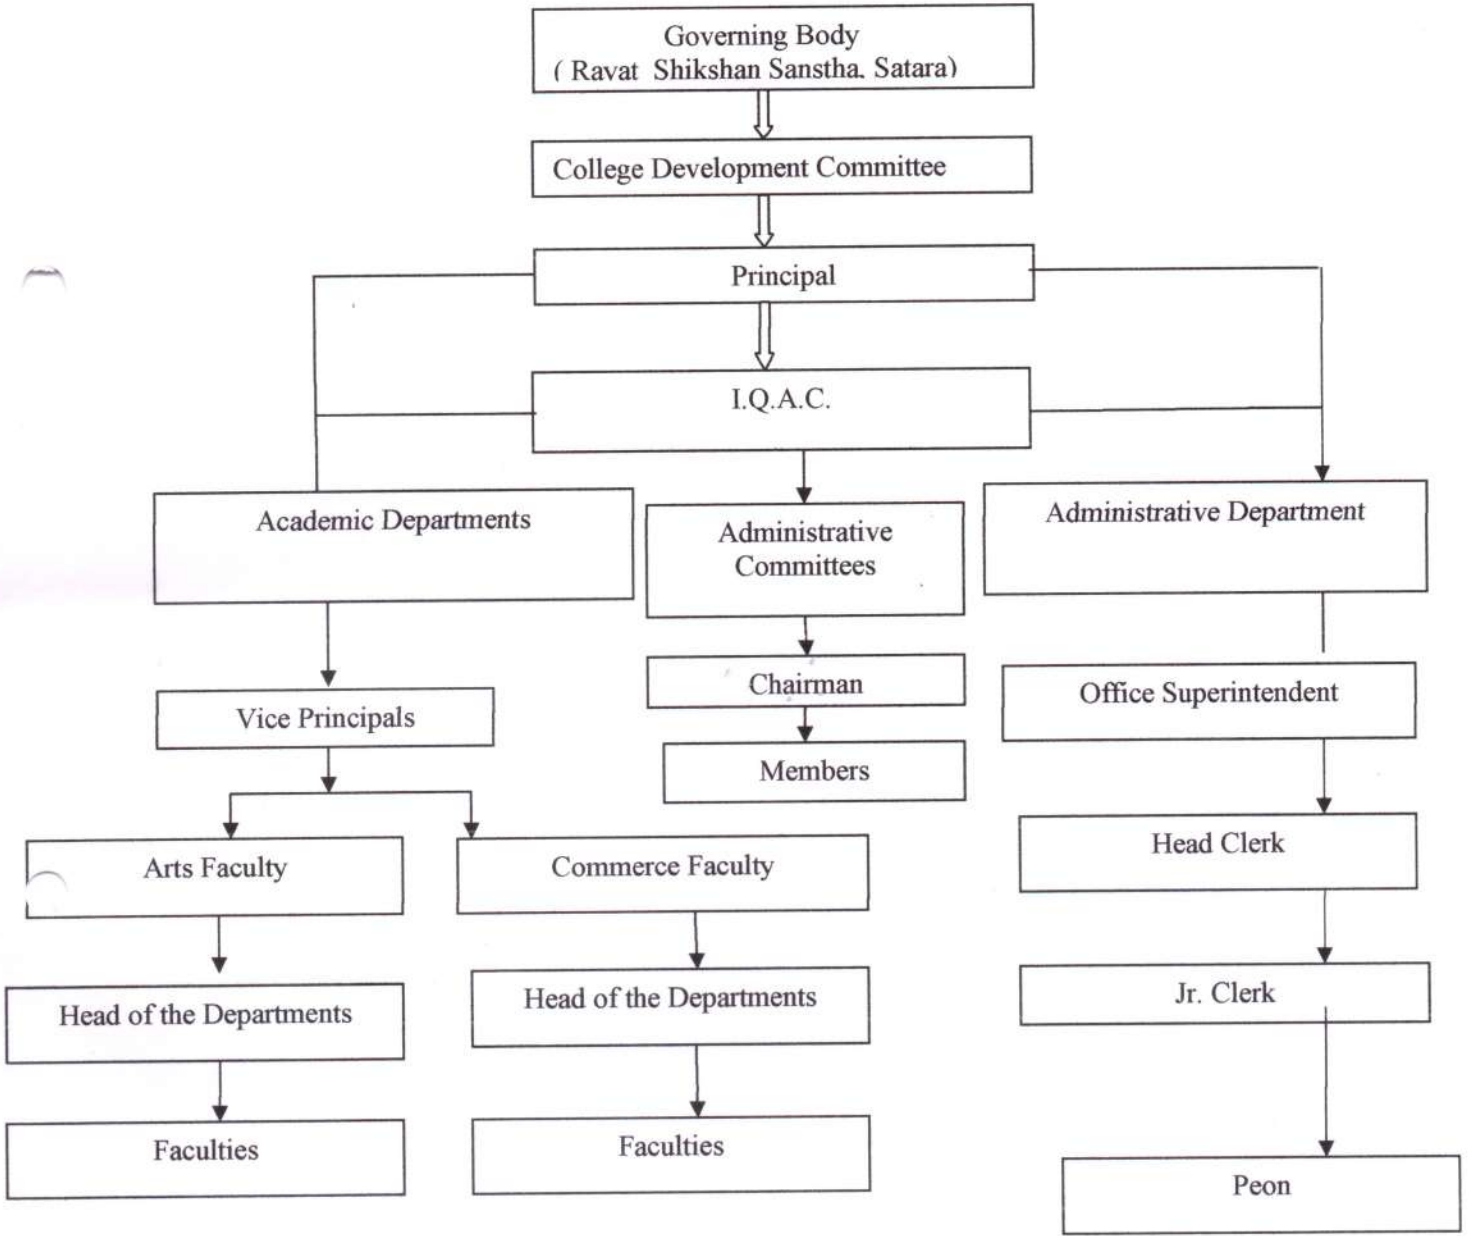 Governing Body
( Ravat Shikshan Sanstha. Satara)
College Development Committee
Principal
I.Q.A.C.
Academic Departments
Administrative
Committees
Administrative Department
Chairman
Office Superintendent
Vice Principals
Members
Arts Faculty
Commerce Faculty
Head Clerk
Head of the Departments
Head of the Departments
Jr. Clerk
Faculties
Faculties
Peon